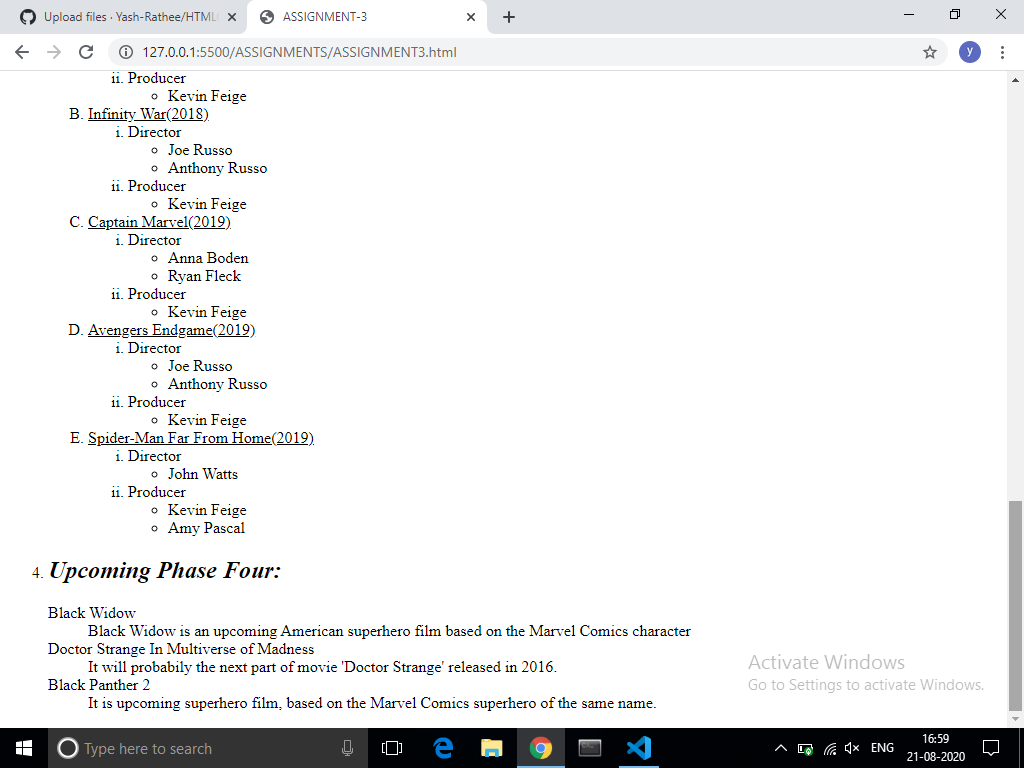 Upload files · Yash-Rathee/HTML
ASSIGNMENT-3
127.0.0.1:5500/ASSIGNMENTS/ASSIGNMENT3.html
y
ii. Producer
Kevin Feige
B. Infinity War(2018)
i. Director
Joe Russo
Anthony Russo
ii. Producer
Kevin Feige
C. Captain Marvel(2019)
i. Director
Anna Boden
Ryan Fleck
ii. Producer
Kevin Feige
D. Avengers Endgame(2019)
i. Director
Joe Russo
Anthony Russo
ii. Producer
Kevin Feige
E. Spider-Man Far From Home(2019)
i. Director
John Watts
ii. Producer
Kevin Feige
Amy Pascal
4. Upcoming Phase Four:
Black Widow
Black Widow is an upcoming American superhero film based on the Marvel Comics character
Doctor Strange In Multiverse of Madness
It will probabily the next part of movie 'Doctor Strange' released in 2016.
Black Panther 2
It is upcoming superhero film, based on the Marvel Comics superhero of the same name.
Activate Windows
Go to Settings to activate Windows.
Type here to search
ENG
16:59
21-08-2020